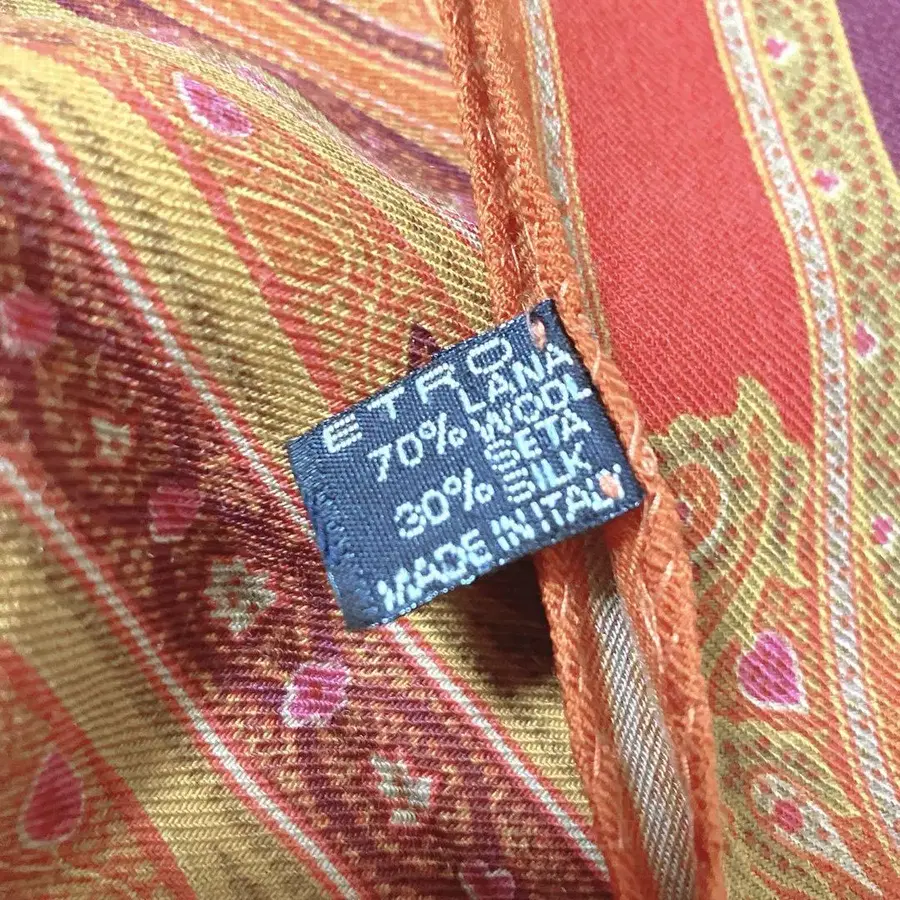 ETRO
70% LANA
WOOL
30% SETA
SILK
MADE IN ITALY